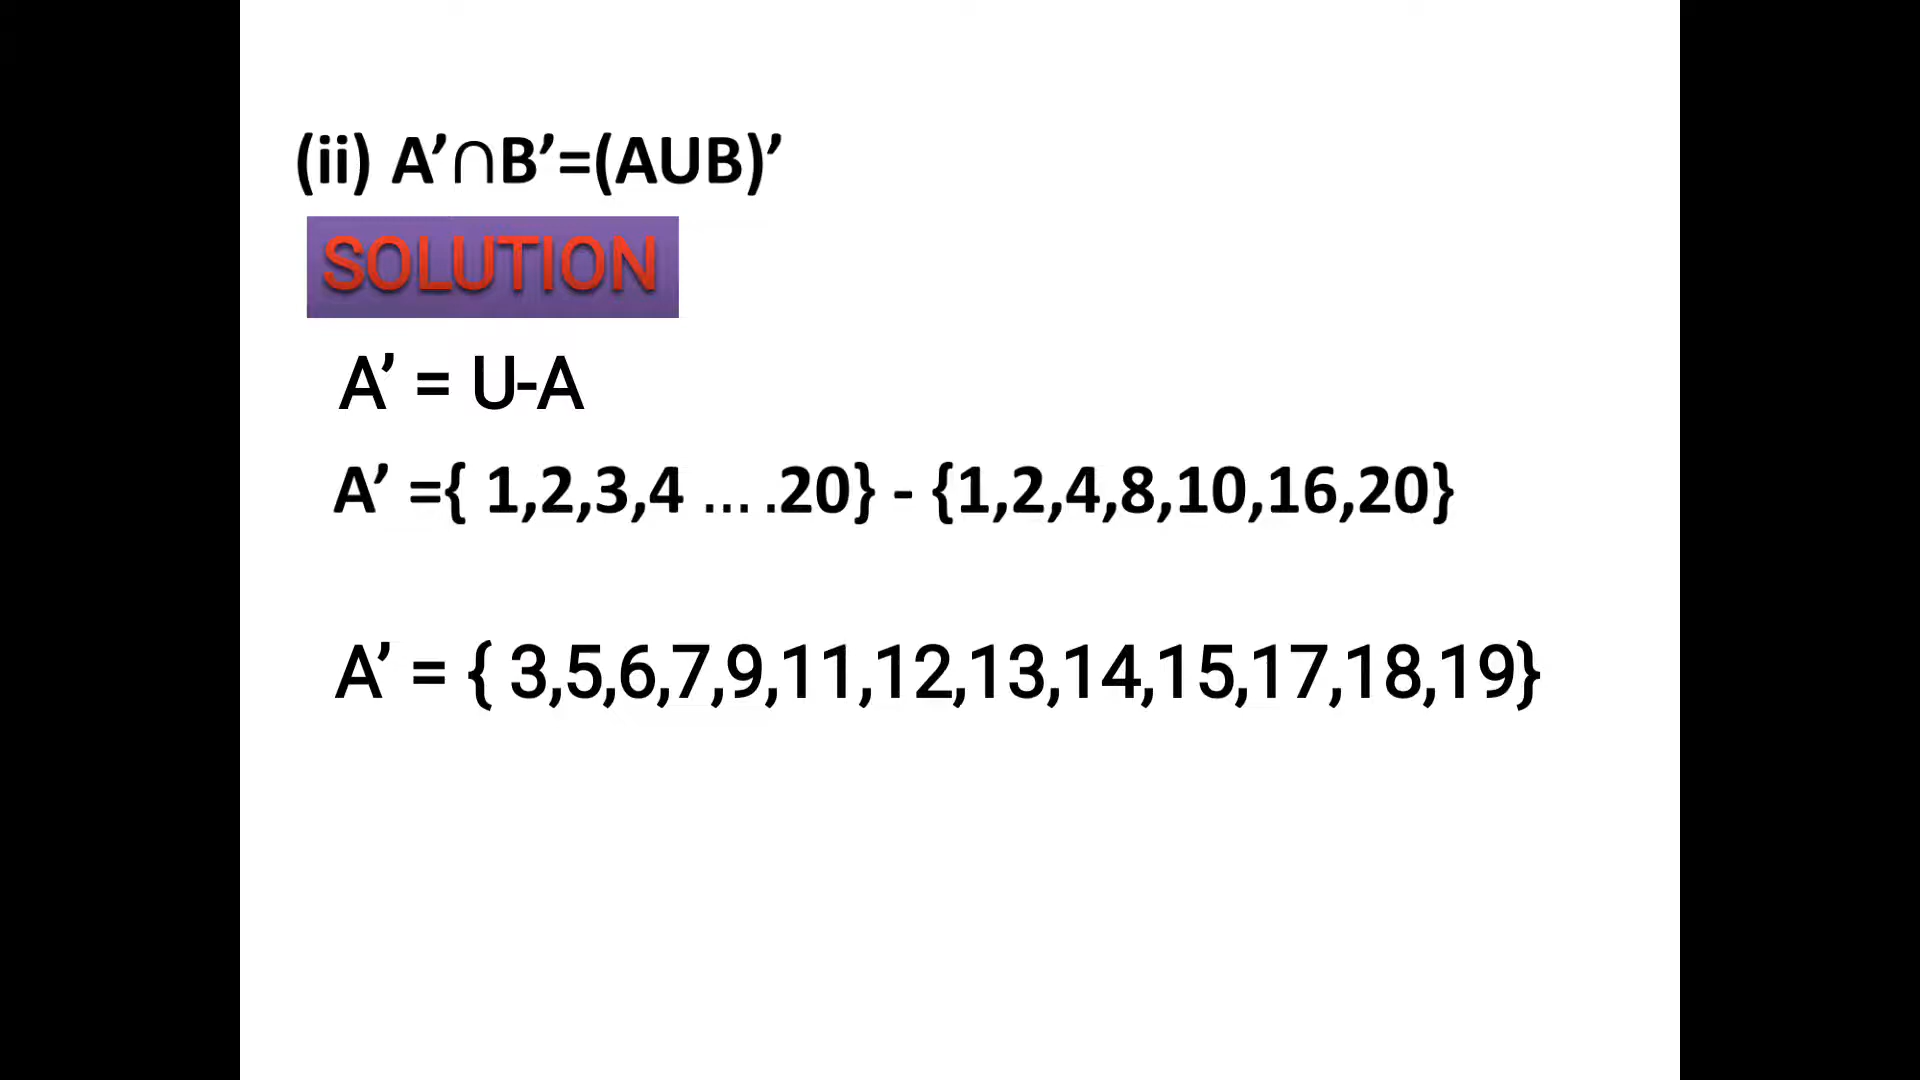 (ii) A’∩B’=(AUB)’
SOLUTION
A’ = U-A
A’ ={ 1,2,3,4 ... .20} - {1,2,4,8,10,16,20}
A’ = { 3,5,6,7,9,11,12,13,14,15,17,18,19}